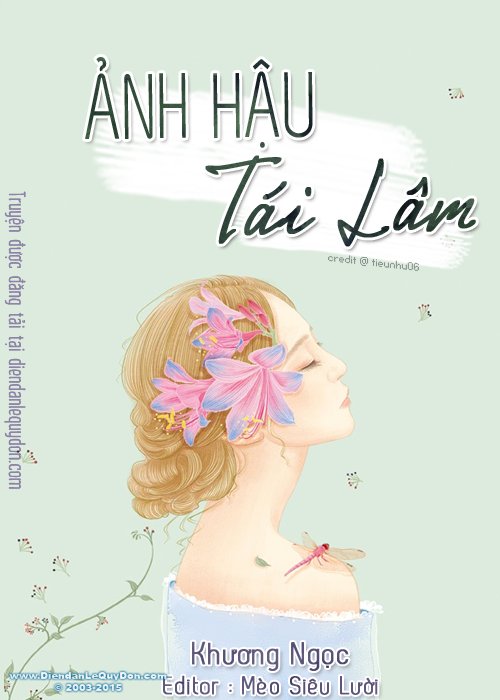 ẢNH HẬU
Tái Lâm
credit @ tieunhu06
Truyện được đăng tải tại diendanlequydon.com
Khương Ngọc
www.DiendanLeQuyDon.com
Editor : Mèo Siêu Lười
© 2003-2015